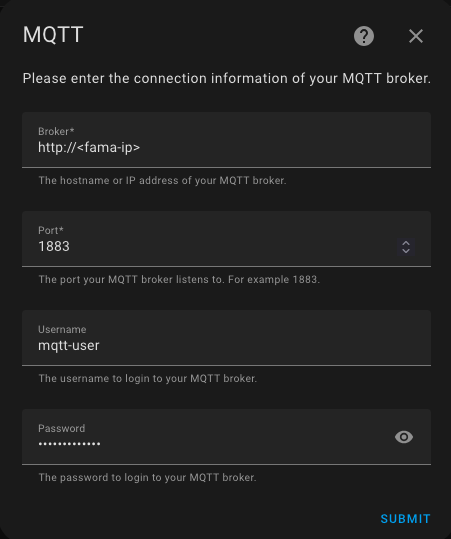 MQTT
Please enter the connection information of your MQTT broker.
Broker*
http://<fama-ip>
The hostname or IP address of your MQTT broker.
Port*
1883
The port your MQTT broker listens to. For example 1883.
Username
mqtt-user
The username to login to your MQTT broker.
Password
•••••••••••••
The password to login to your MQTT broker.
SUBMIT